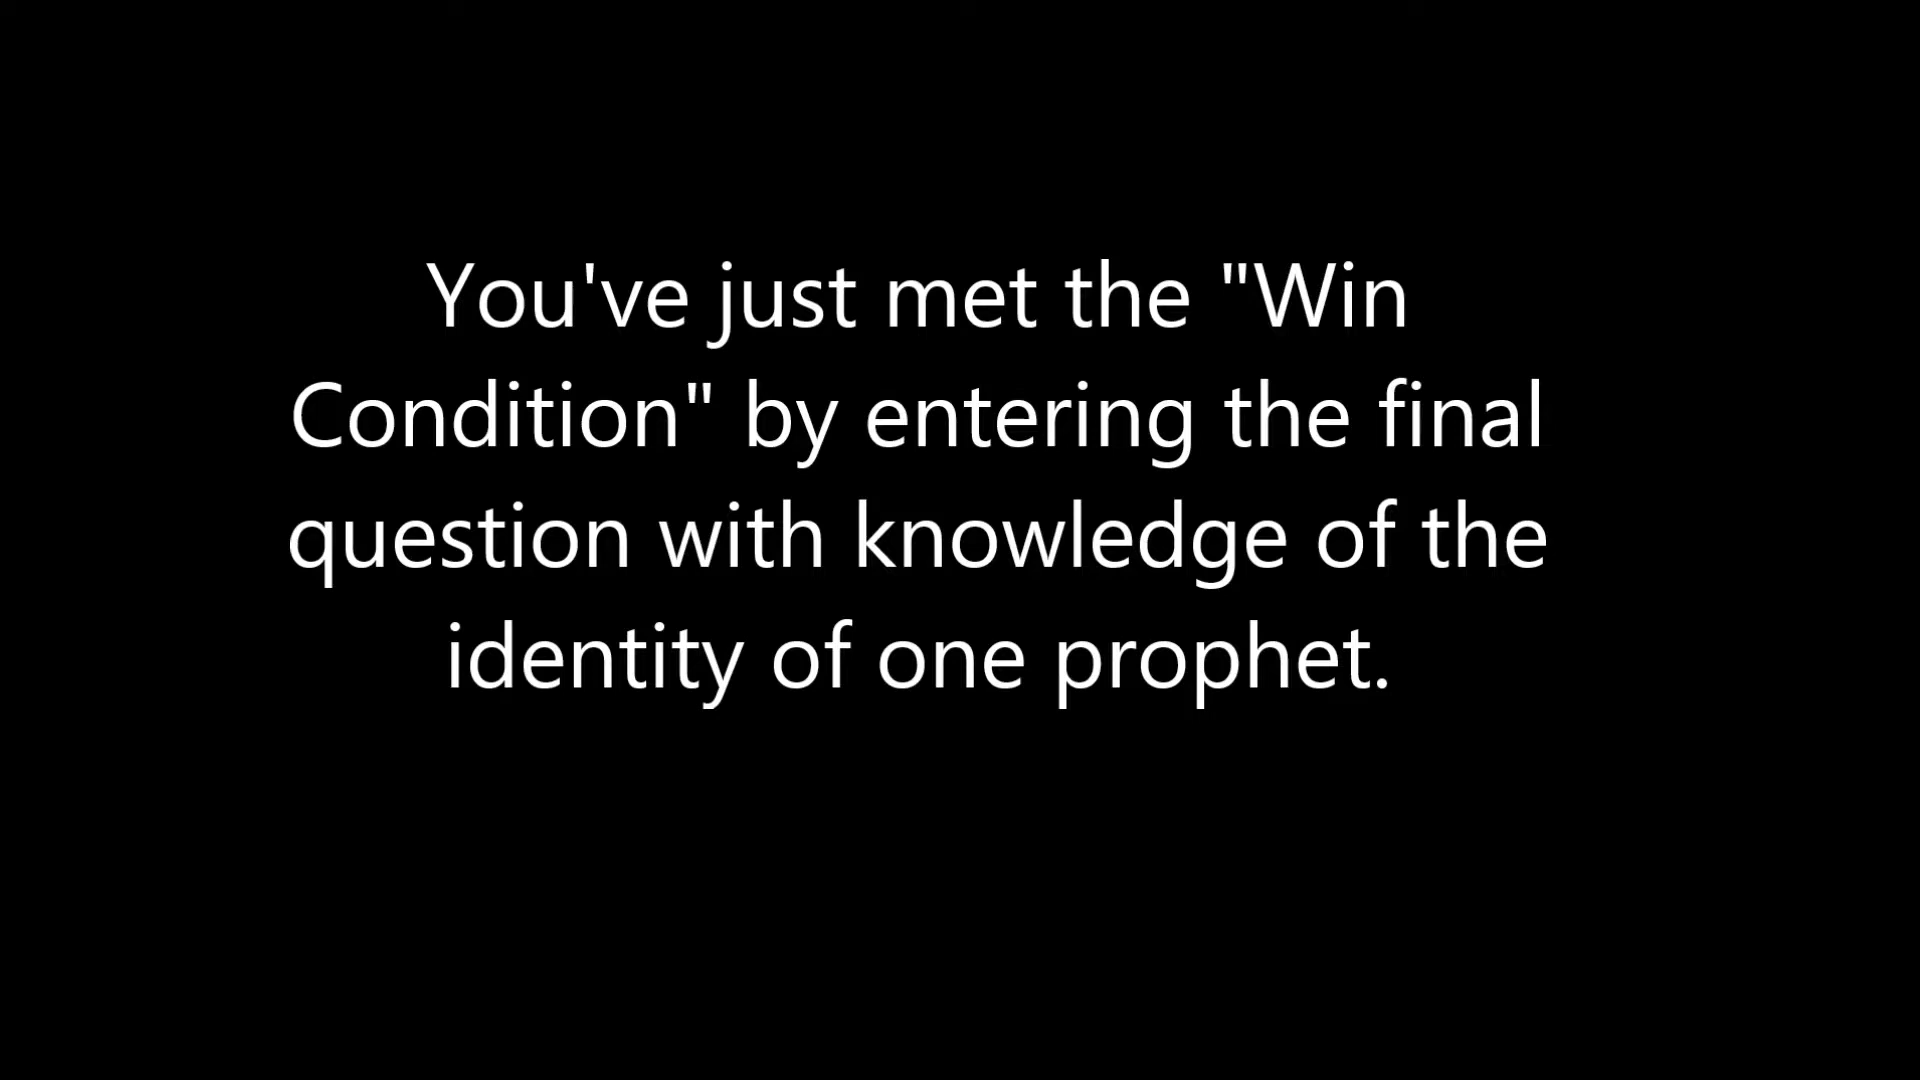 You've just met the "Win
Condition" by entering the final
question with knowledge of the
identity of one prophet.